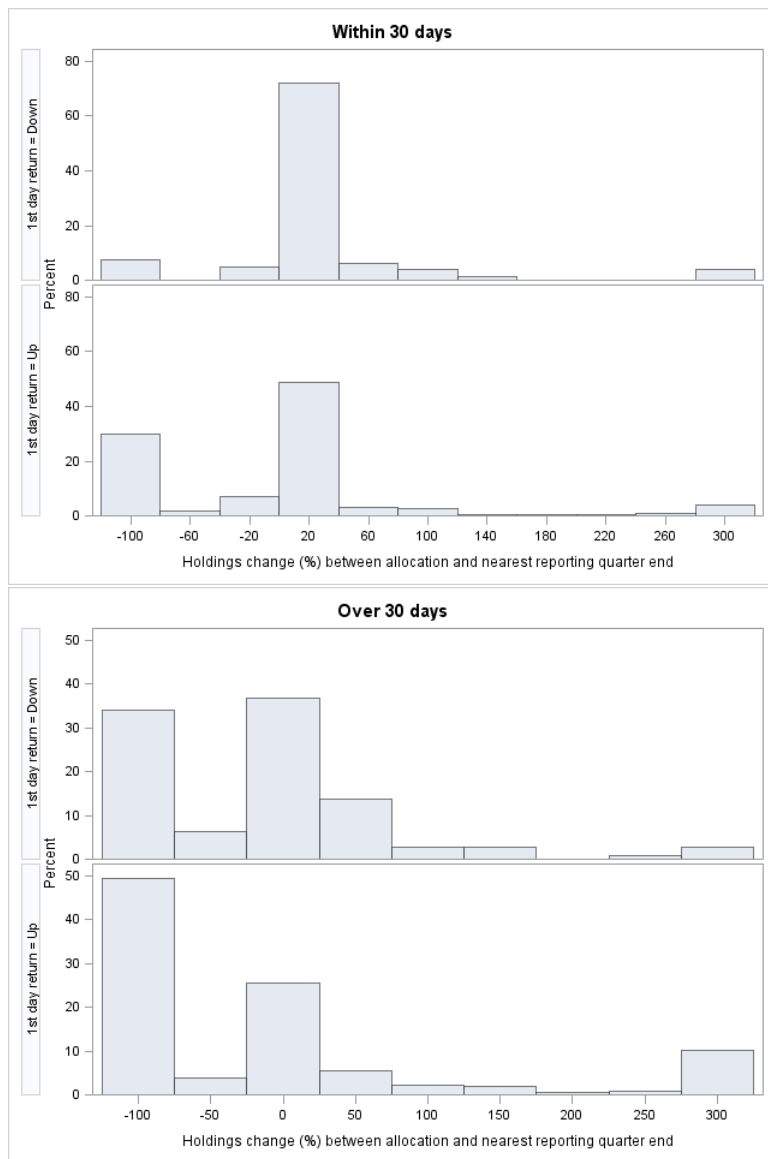 Within 30 days
1st day return = Down
80
60
40
20
0
Percent
1st day return = Up
80
60
40
20
0
-100 -60 -20 20 60 100 140 180 220 260 300
Holdings change (%) between allocation and nearest reporting quarter end
Over 30 days
1st day return = Down
50
40
30
20
10
0
Percent
1st day return = Up
50
40
30
20
10
0
-100 -50 0 50 100 150 200 250 300
Holdings change (%) between allocation and nearest reporting quarter end